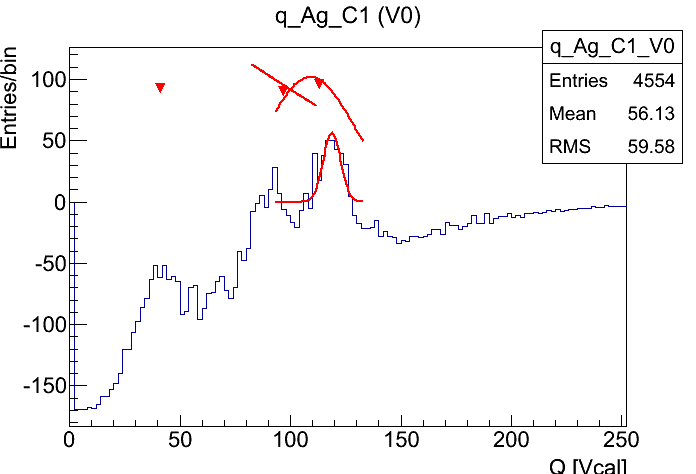 q_Ag_C1 (V0)
q_Ag_C1_V0
Entries 4554
Mean 56.13
RMS 59.58
Entries/bin
100
50
0
-50
-100
-150
0 50 100 150 200 250
Q [Vcal]